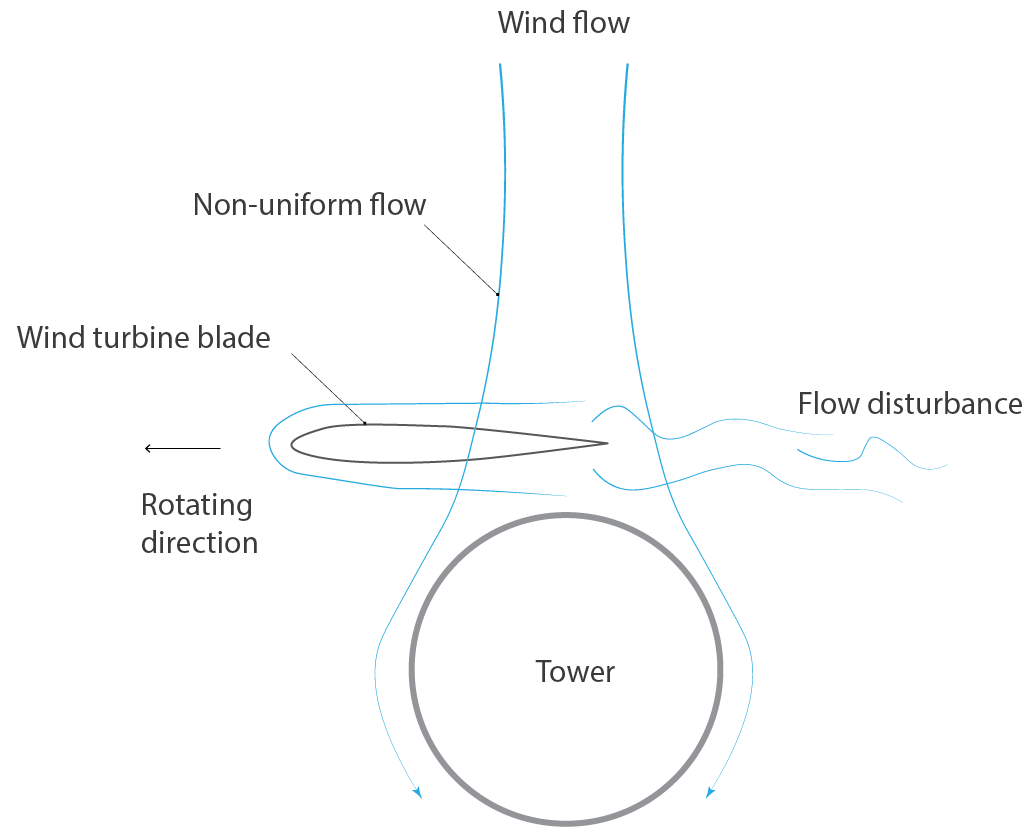 Wind flow
Non-uniform flow
Wind turbine blade
Flow disturbance
Rotating
direction
Tower